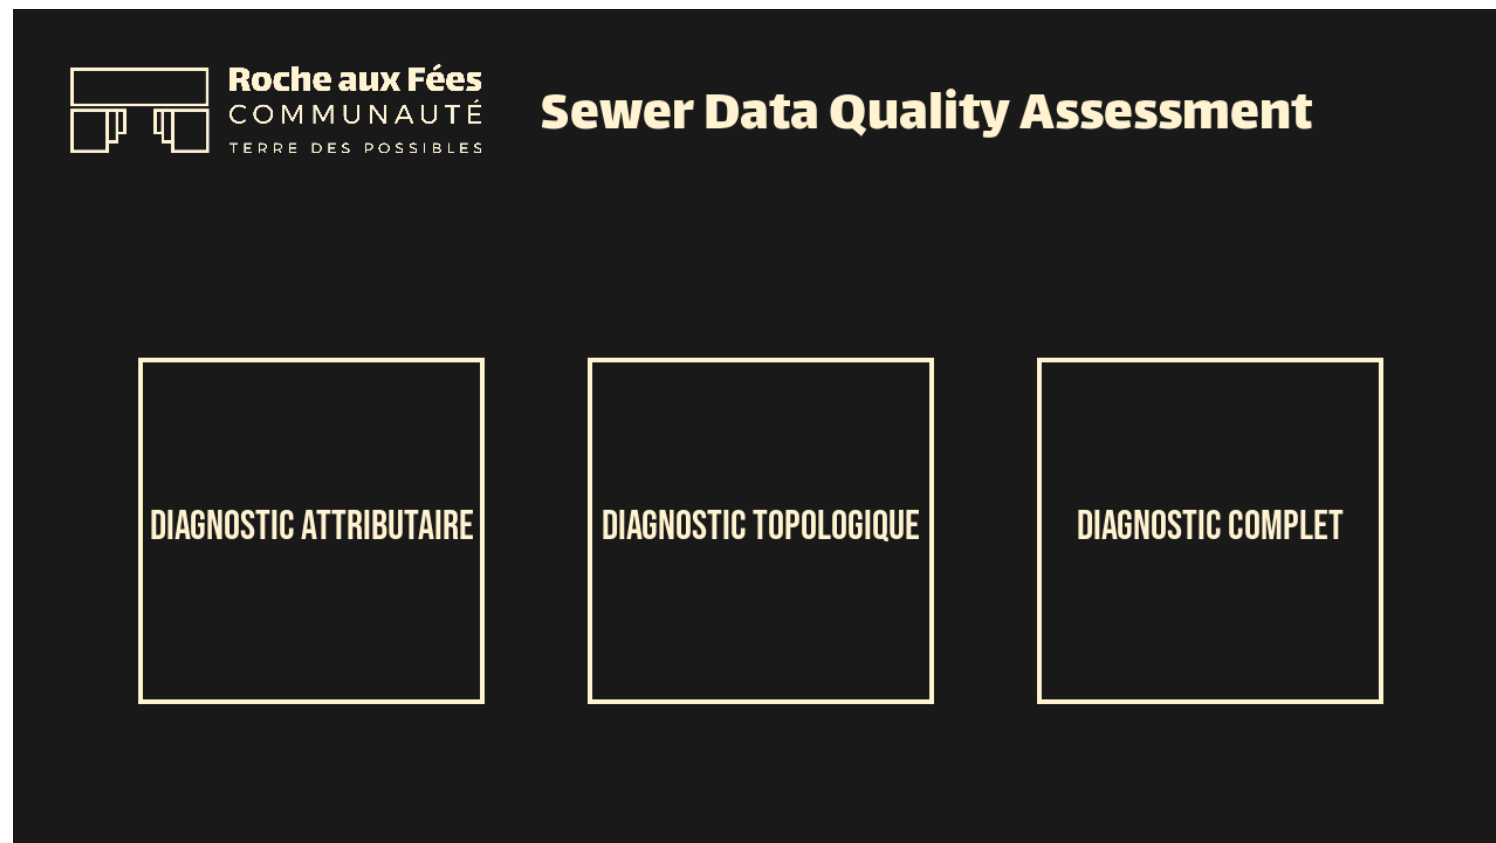 Roche aux Fées
COMMUNAUTÉ
TERRE DES POSSIBLES
Sewer Data Quality Assessment
DIAGNOSTIC ATTRIBUTAIRE
DIAGNOSTIC TOPOLOGIQUE
DIAGNOSTIC COMPLET